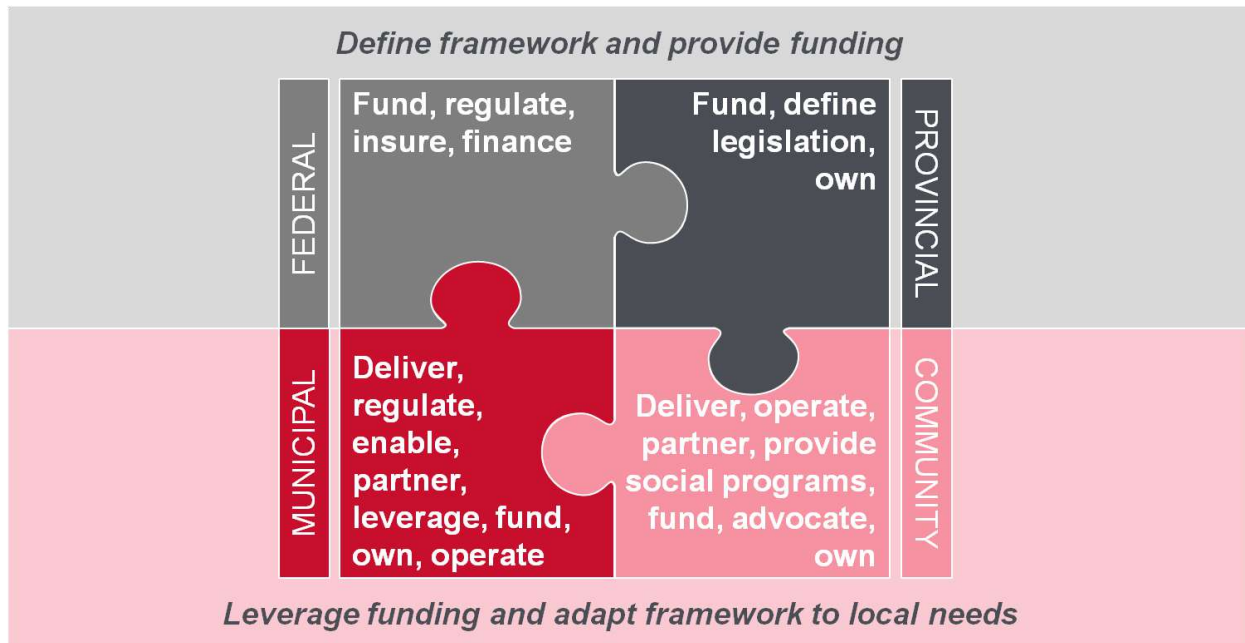 Define framework and provide funding
FEDERAL
Fund, regulate,
insure, finance
Fund, define
legislation,
own
PROVINCIAL
MUNICIPAL
Deliver,
regulate,
enable,
partner,
leverage, fund,
own, operate
Deliver, operate,
partner, provide
social programs,
fund, advocate,
own
COMMUNITY
Leverage funding and adapt framework to local needs